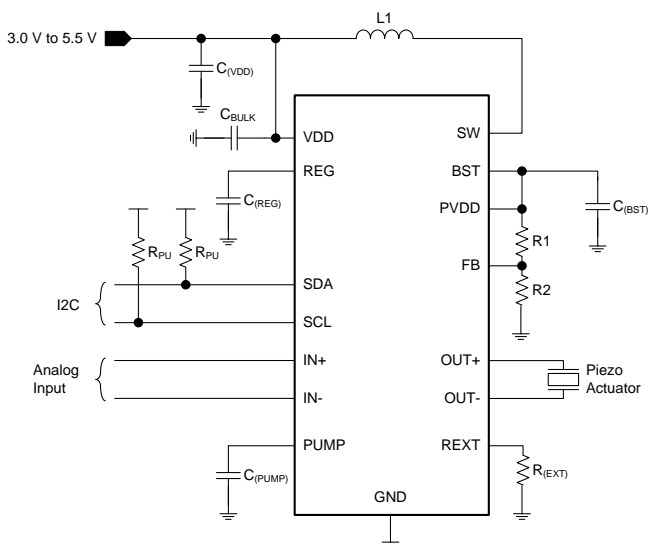 L1
3.0 V to 5.5 V
C(VDD)
CBULK
VDD
SW
REG
BST
C(REG)
PVDD
C(BST)
RPU
RPU
R1
FB
SDA
R2
I2C
SCL
Analog
Input
IN+
OUT+
Piezo
Actuator
IN-
OUT-
PUMP
REXT
C(PUMP)
R(EXT)
GND